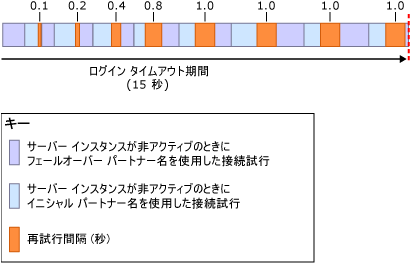 0.1 0.2 0.4 0.8 1.0 1.0 1.0 1.0
ログイン タイムアウト期間
(15 秒)
キー
サーバー インスタンスが非アクティブのときに
フェールオーバー パートナー名を使用した接続試行
サーバー インスタンスが非アクティブのときに
イニシャル パートナー名を使用した接続試行
再試行間隔 (秒)